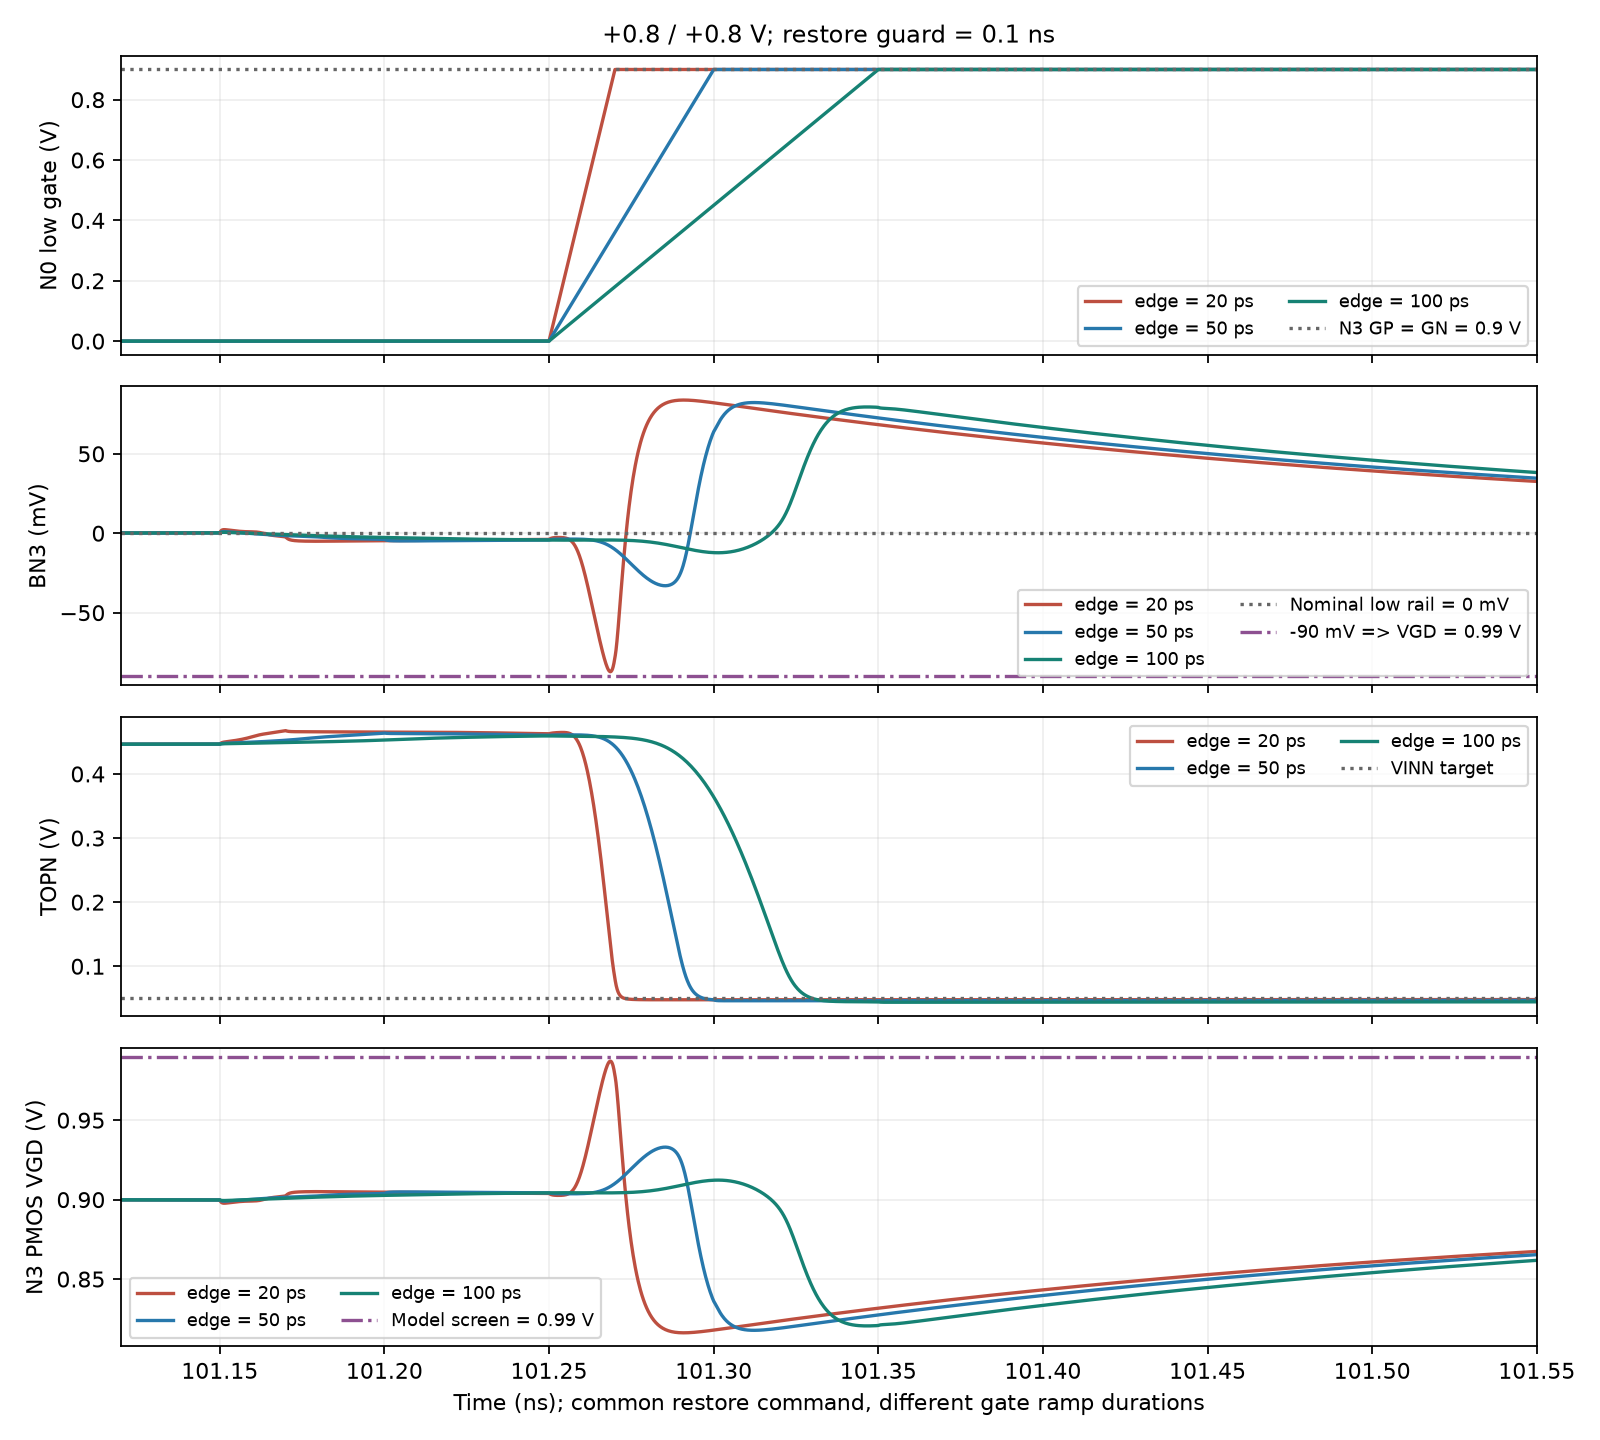 +0.8 / +0.8 V; restore guard = 0.1 ns
N0 low gate (V)
0.8
0.6
0.4
0.2
0.0
edge = 20 ps
edge = 50 ps
edge = 100 ps
N3 GP = GN = 0.9 V
BN3 (mV)
50
0
−50
edge = 20 ps
edge = 50 ps
edge = 100 ps
Nominal low rail = 0 mV
-90 mV => VGD = 0.99 V
TOPN (V)
0.4
0.3
0.2
0.1
edge = 20 ps
edge = 50 ps
edge = 100 ps
VINN target
N3 PMOS VGD (V)
0.95
0.90
0.85
edge = 20 ps
edge = 50 ps
edge = 100 ps
Model screen = 0.99 V
101.15
101.20
101.25
101.30
101.35
101.40
101.45
101.50
101.55
Time (ns); common restore command, different gate ramp durations